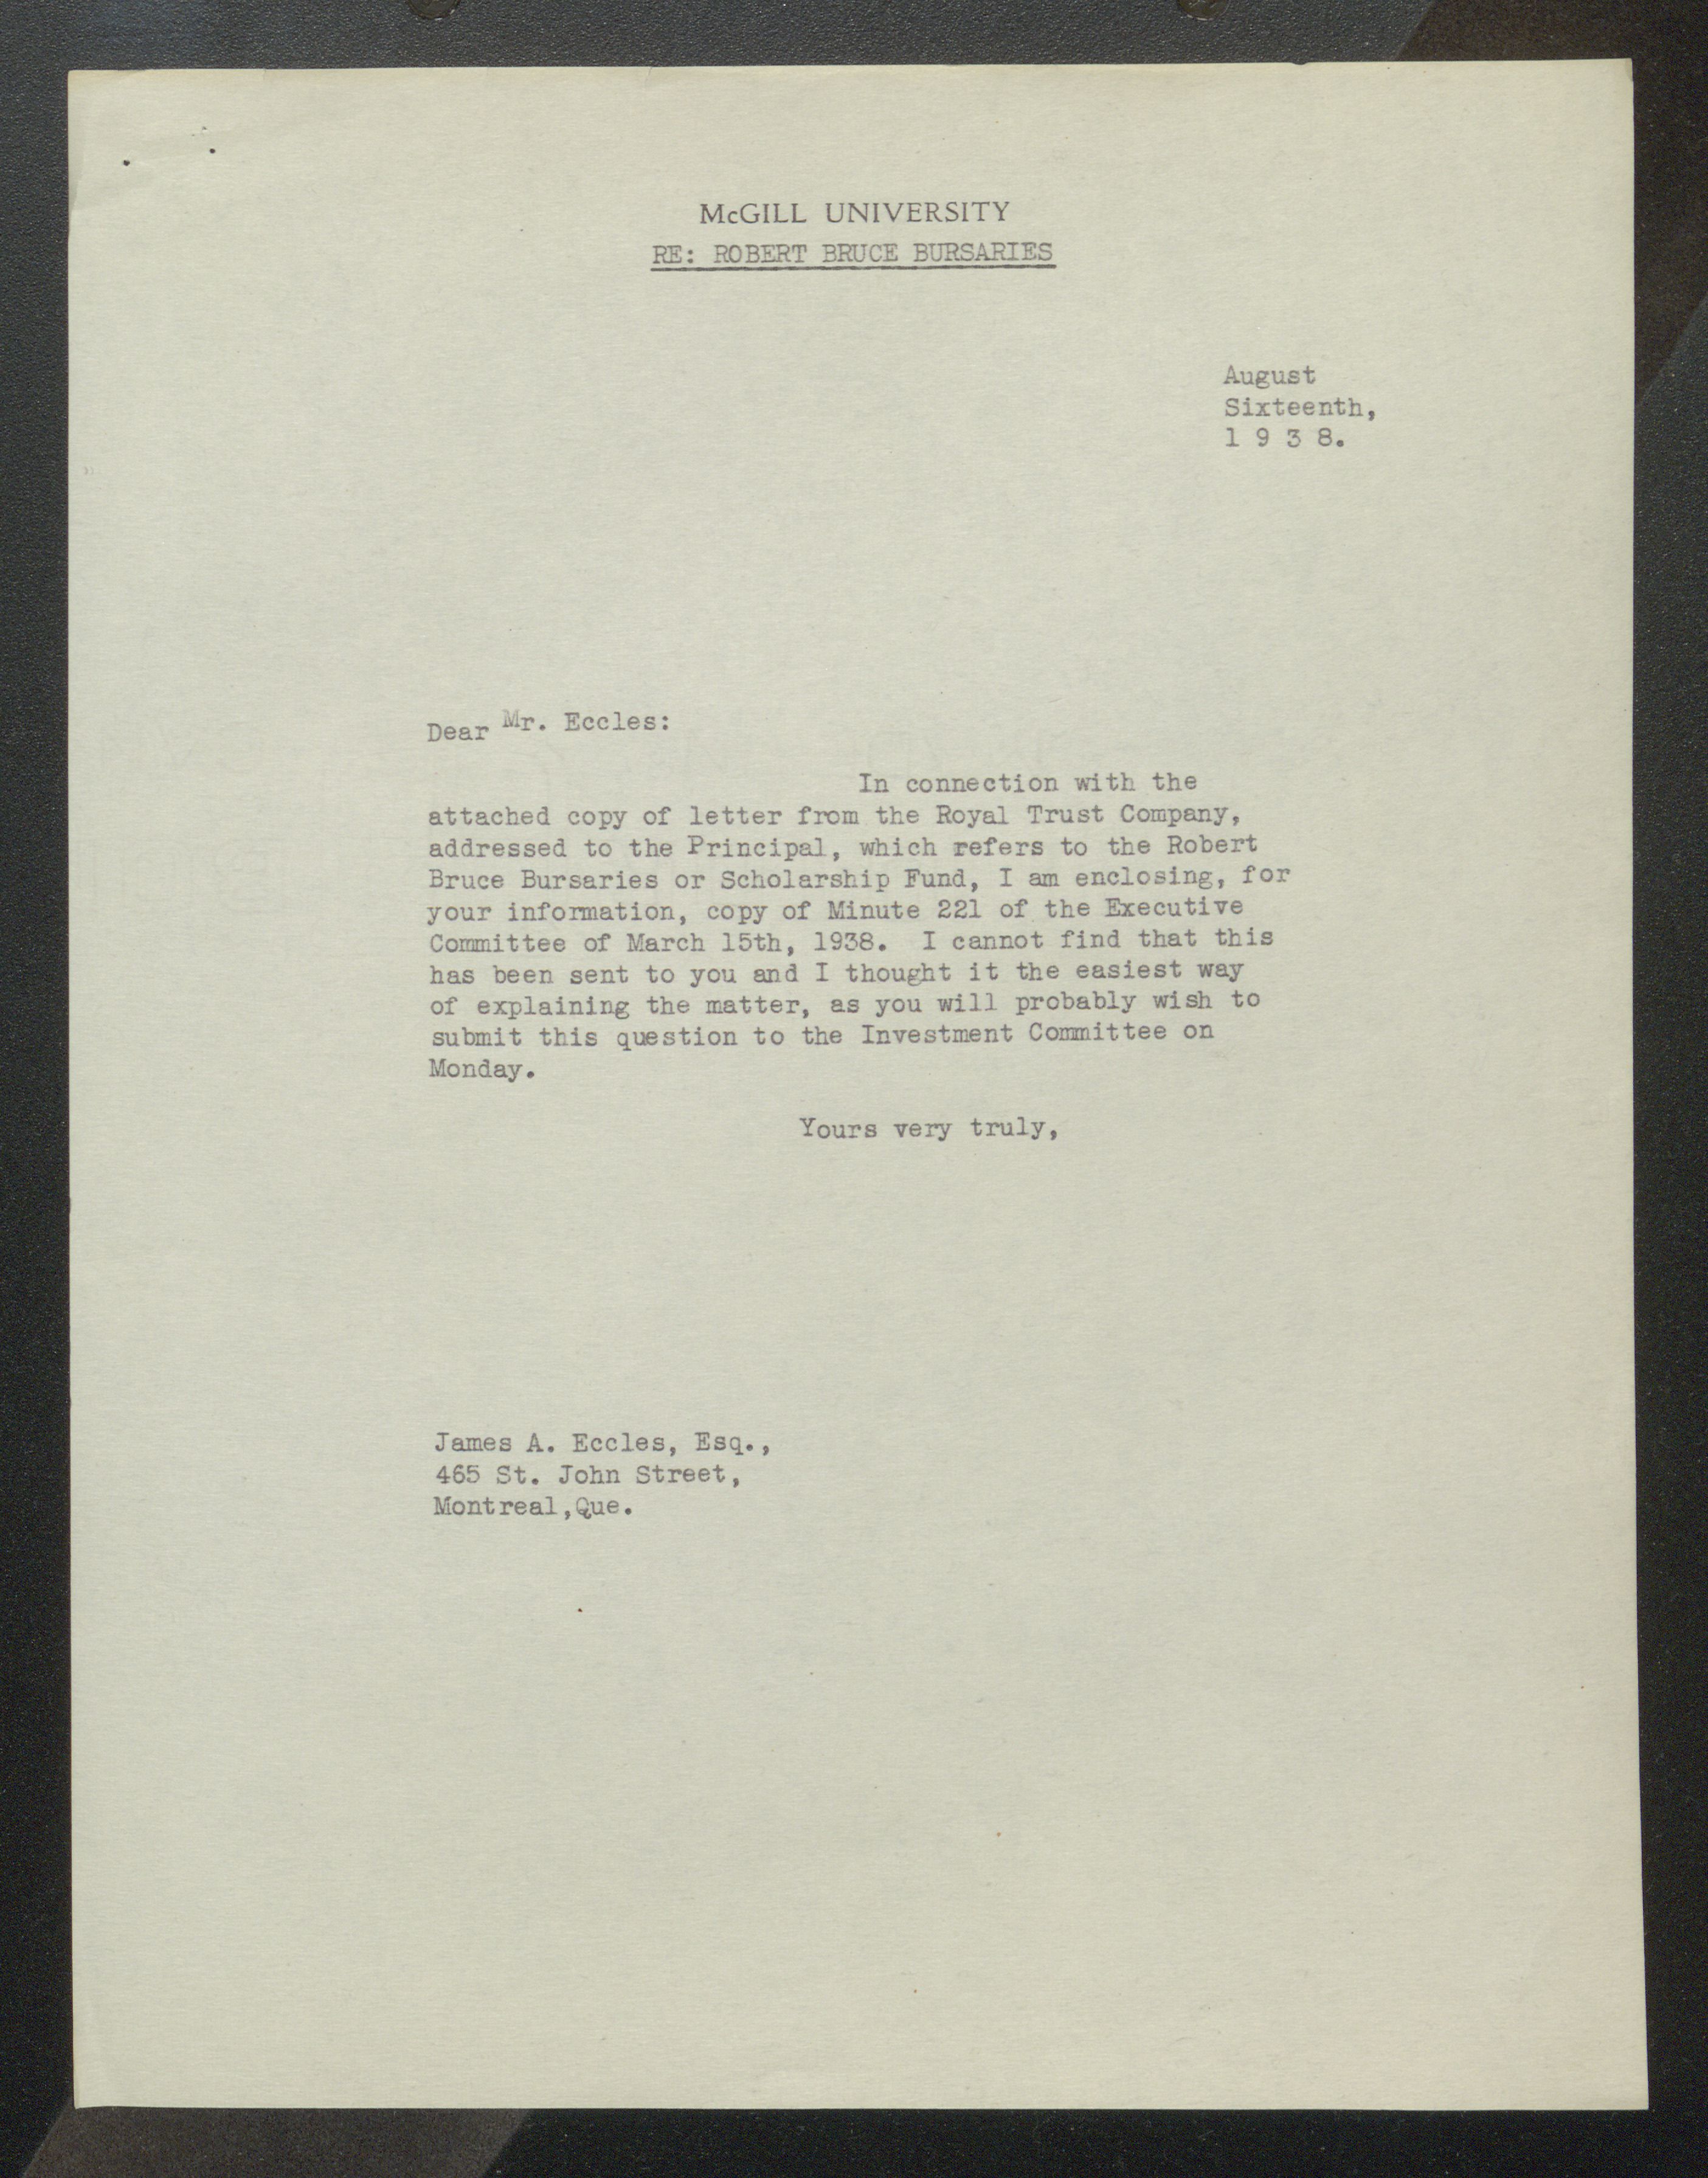 McGILL UNIVERSITY
RE: ROBERT BRUCE BURSARIES
August
Sixteenth,
1 9 3 8.
Dear Mr. Eccles:
In connection with the
attached copy of letter from the Royal Trust Company,
addressed to the Principal, which refers to the Robert
Bruce Bursaries or Scholarship Fund, I am enclosing, for
your information, copy of Minute 221 of the Executive
Committee of March 15th, 1938.  I cannot find that this
has been sent to you and I thought it the easiest way
of explaining the matter, as you will probably wish to
submit this question to the Investment Committee on
Monday.
Yours very truly,
James A. Eccles, Esq.,
465 St. John Street,
Montreal,Que.